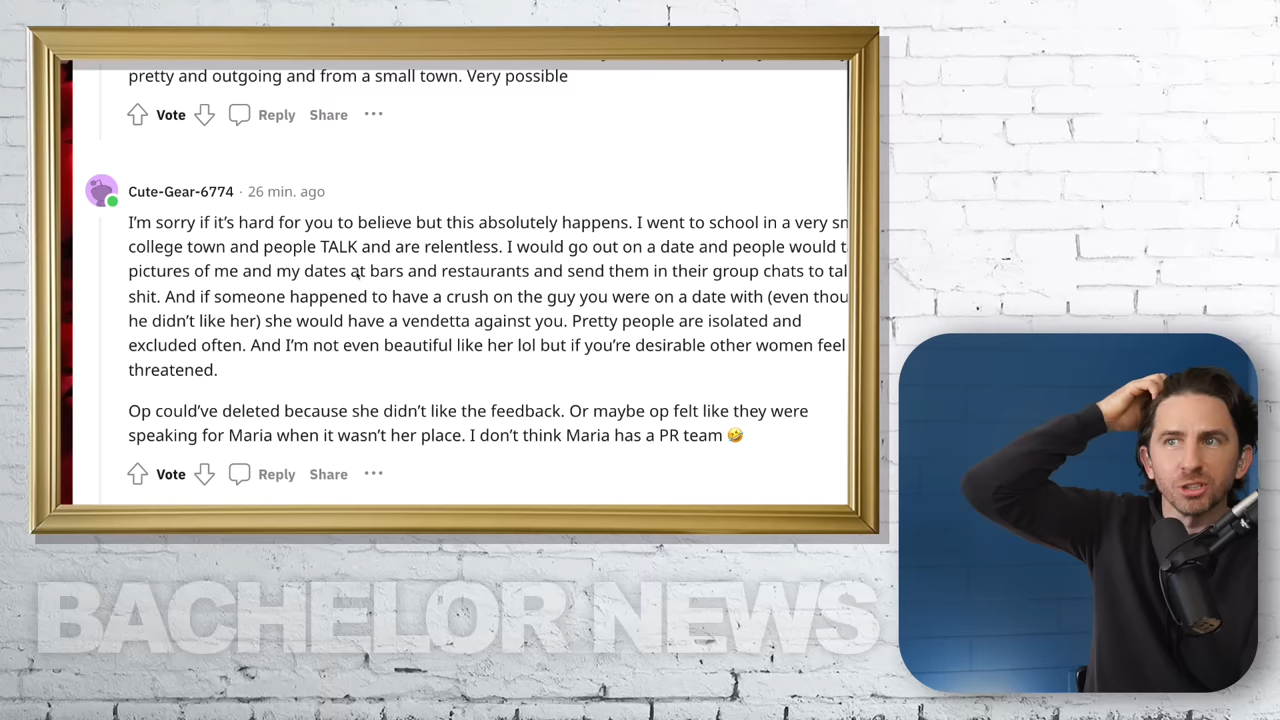 pretty and outgoing and from a small town. Very possible
Vote Reply Share
Cute-Gear-6774 · 26 min. ago
I’m sorry if it’s hard for you to believe but this absolutely happens. I went to school in a very
college town and people TALK and are relentless. I would go out on a date and people would
pictures of me and my dates at bars and restaurants and send them in their group chats to
shit. And if someone happened to have a crush on the guy you were on a date with (even
he didn’t like her) she would have a vendetta against you. Pretty people are isolated and
excluded often. And I’m not even beautiful like her lol but if you’re desirable other women feel
threatened.
Op could’ve deleted because she didn’t like the feedback. Or maybe op felt like they were
speaking for Maria when it wasn’t her place. I don’t think Maria has a PR team 🤣
Vote Reply Share
BACHELOR NEWS